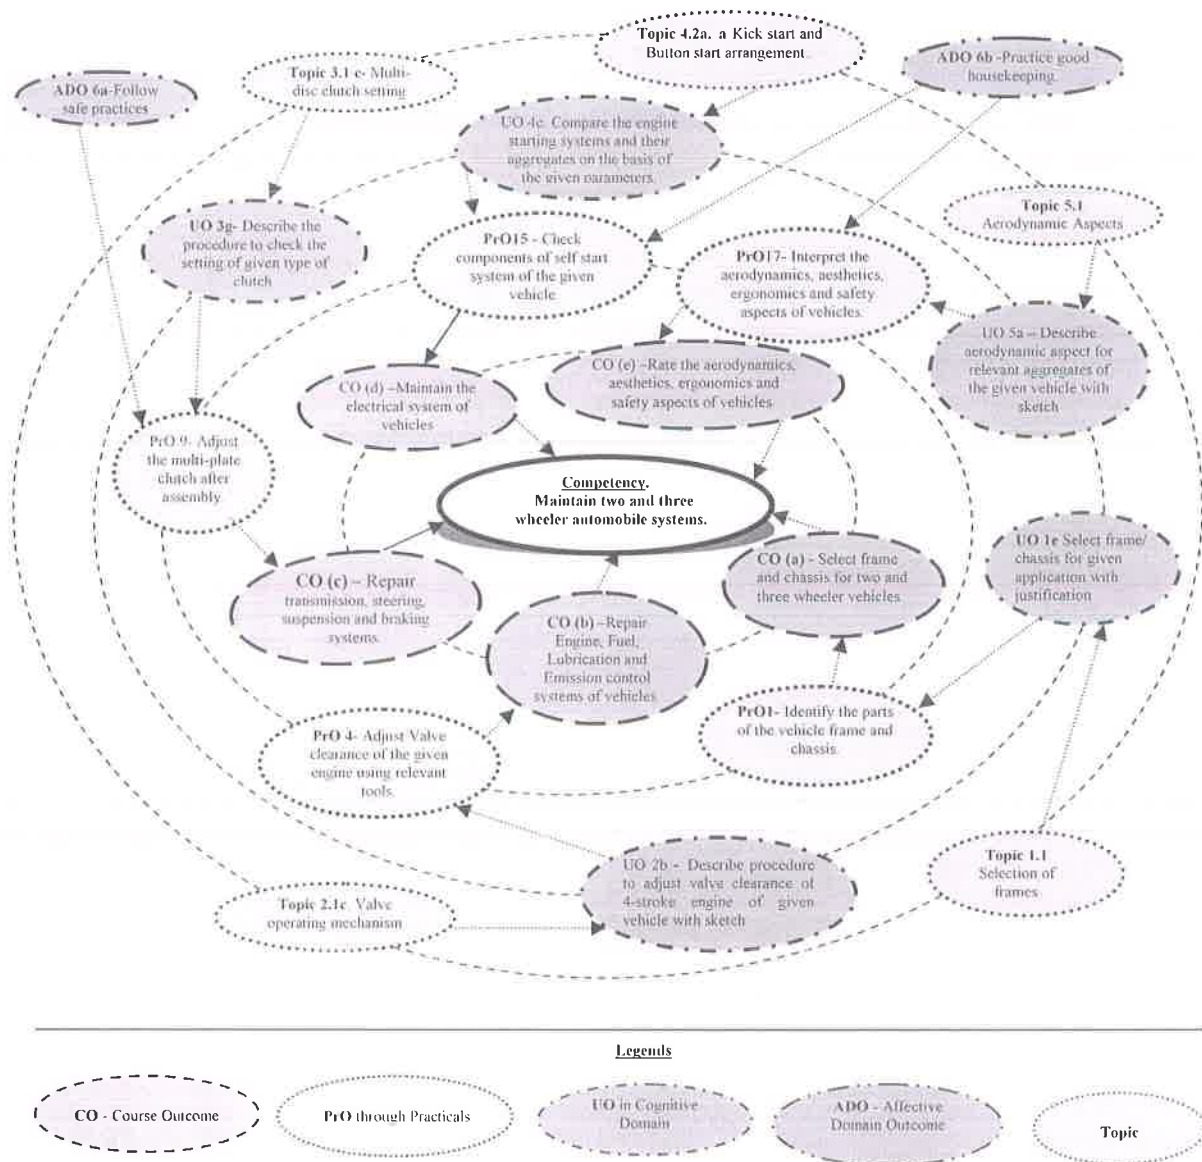 Topic 4.2a. a Kick start and
Button start arrangement
ADO 6b -Practice good
housekeeping.
Topic 3.1 c- Multi-
disc clutch setting
ADO 6a-Follow
safe practices
UO 4c. Compare the engine
starting systems and their
aggregates on the basis of
the given parameters
Topic 5.1
Aerodynamic Aspects
UO 3g- Describe the
procedure to check the
setting of given type of
clutch
PrO15 - Check
components of self start
system of the given
vehicle
PrO17- Interpret the
aerodynamics, aesthetics,
ergonomics and safety
aspects of vehicles.
UO 5a – Describe
aerodynamic aspect for
relevant aggregates of
the given vehicle with
sketch
CO (d) –Maintain the
electrical system of
vehicles
CO (e) –Rate the aerodynamics,
aesthetics, ergonomics and
safety aspects of vehicles
PrO 9- Adjust
the multi-plate
clutch after
assembly.
Competency.
Maintain two and three
wheeler automobile systems.
UO 1e Select frame/
chassis for given
application with
justification
CO (c) – Repair
transmission, steering,
suspension and braking
systems.
CO (b) –Repair
Engine, Fuel,
Lubrication and
Emission control
systems of vehicles
CO (a) - Select frame
and chassis for two and
three wheeler vehicles.
PrO 4- Adjust Valve
clearance of the given
engine using relevant
tools.
PrO1- Identify the parts
of the vehicle frame and
chassis.
UO 2b - Describe procedure
to adjust valve clearance of
4-stroke engine of given
vehicle with sketch
Topic 1.1
Selection of
frames
Topic 2.1c Valve
operating mechanism
Legends
CO - Course Outcome
PrO through Practicals
UO in Cognitive
Domain
ADO - Affective
Domain Outcome
Topic